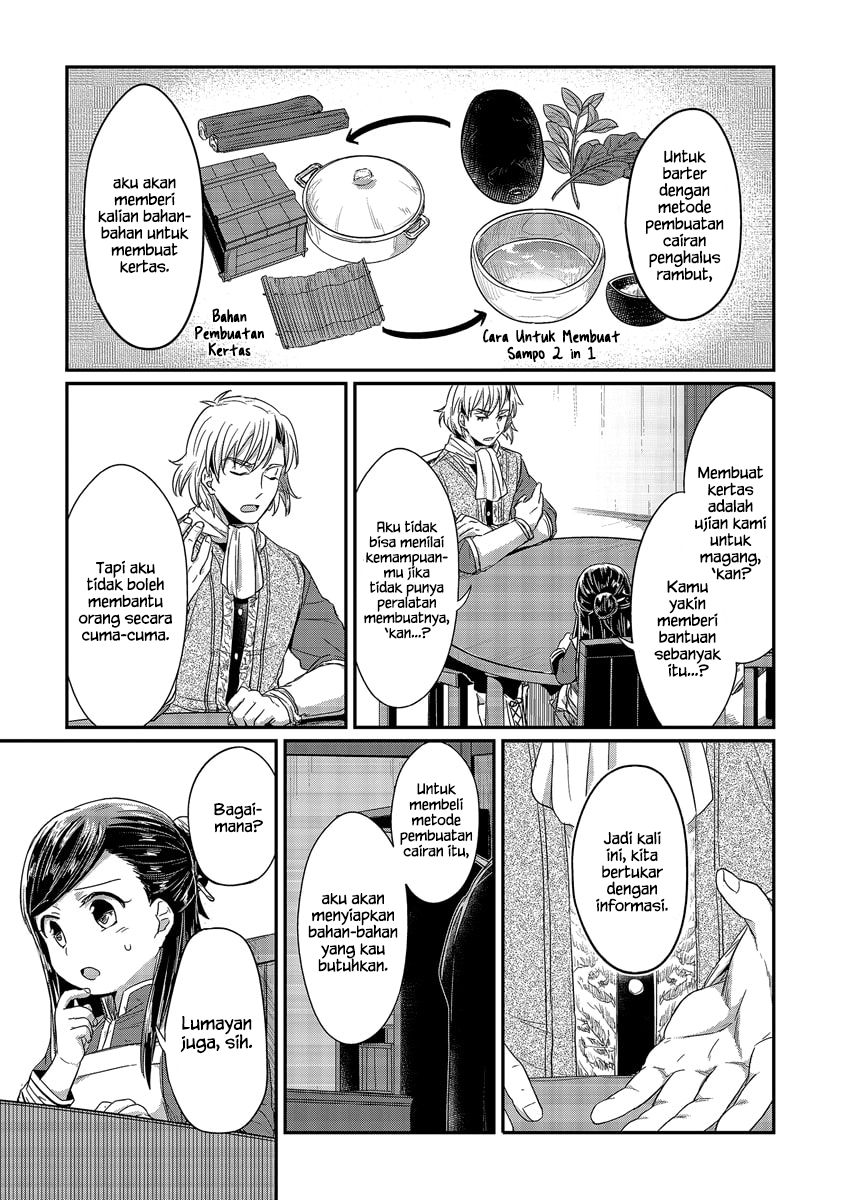 Untuk
barter
dengan
metode
pembuatan
cairan
penghalus
rambut,
aku akan
memberi
kalian bahan-
bahan untuk
membuat
kertas.
Bahan
Pembuatan
Kertas
Cara Untuk Membuat
Sampo 2 in 1
Membuat
kertas
adalah
ujian kami
untuk
magang,
'kan?
Kamu
yakin
memberi
bantuan
sebanyak
itu...?
Aku tidak
bisa menilai
kemampuan-
mu jika
tidak punya
peralatan
membuatnya,
'kan...?
Tapi aku
tidak boleh
membantu
orang secara
cuma-cuma.
Jadi kali
ini, kita
bertukar
dengan
informasi.
Untuk
membeli
metode
pembuatan
cairan itu,
aku akan
menyiapkan
bahan-bahan
yang kau
butuhkan.
Bagai-
mana?
Lumayan
juga, sih.